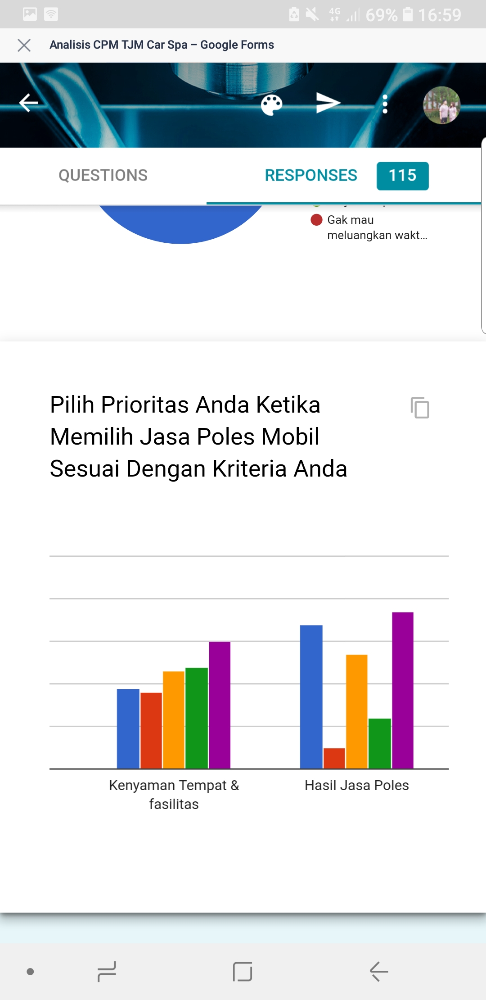 4G 69% 16:59
Analisis CPM TJM Car Spa – Google Forms
QUESTIONS RESPONSES 115
Gak mau
meluangkan wakt...
Pilih Prioritas Anda Ketika
Memilih Jasa Poles Mobil
Sesuai Dengan Kriteria Anda
Kenyaman Tempat &
fasilitas
Hasil Jasa Poles